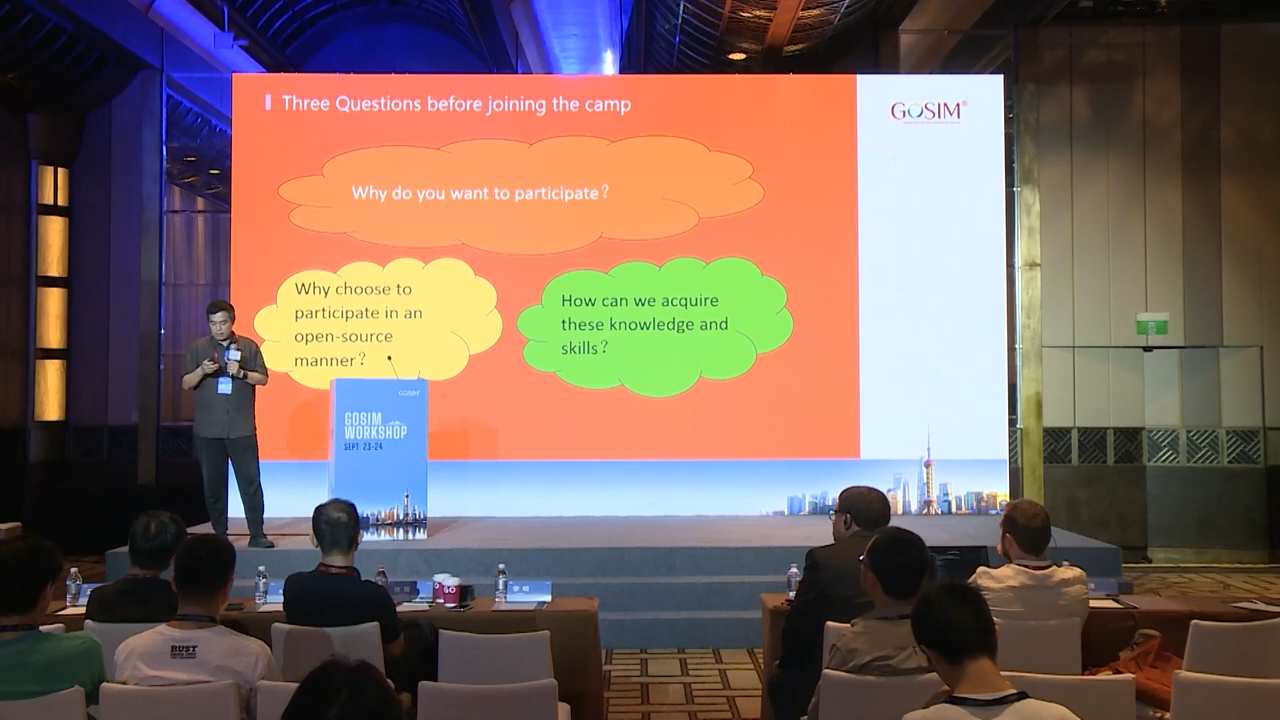 Three Questions before joining the camp
GOSIM®
Why do you want to participate？
Why choose to
participate in an
open-source
manner？
How can we acquire
these knowledge and
skills？
GOSIM
GOSIM
WORKSHOP
SEPT 23-24
RUST